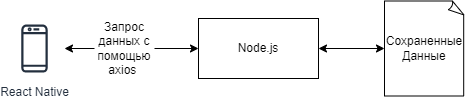 Запрос
данных с
помощью
axios
Node.js
Сохраненные
Данные
React Native